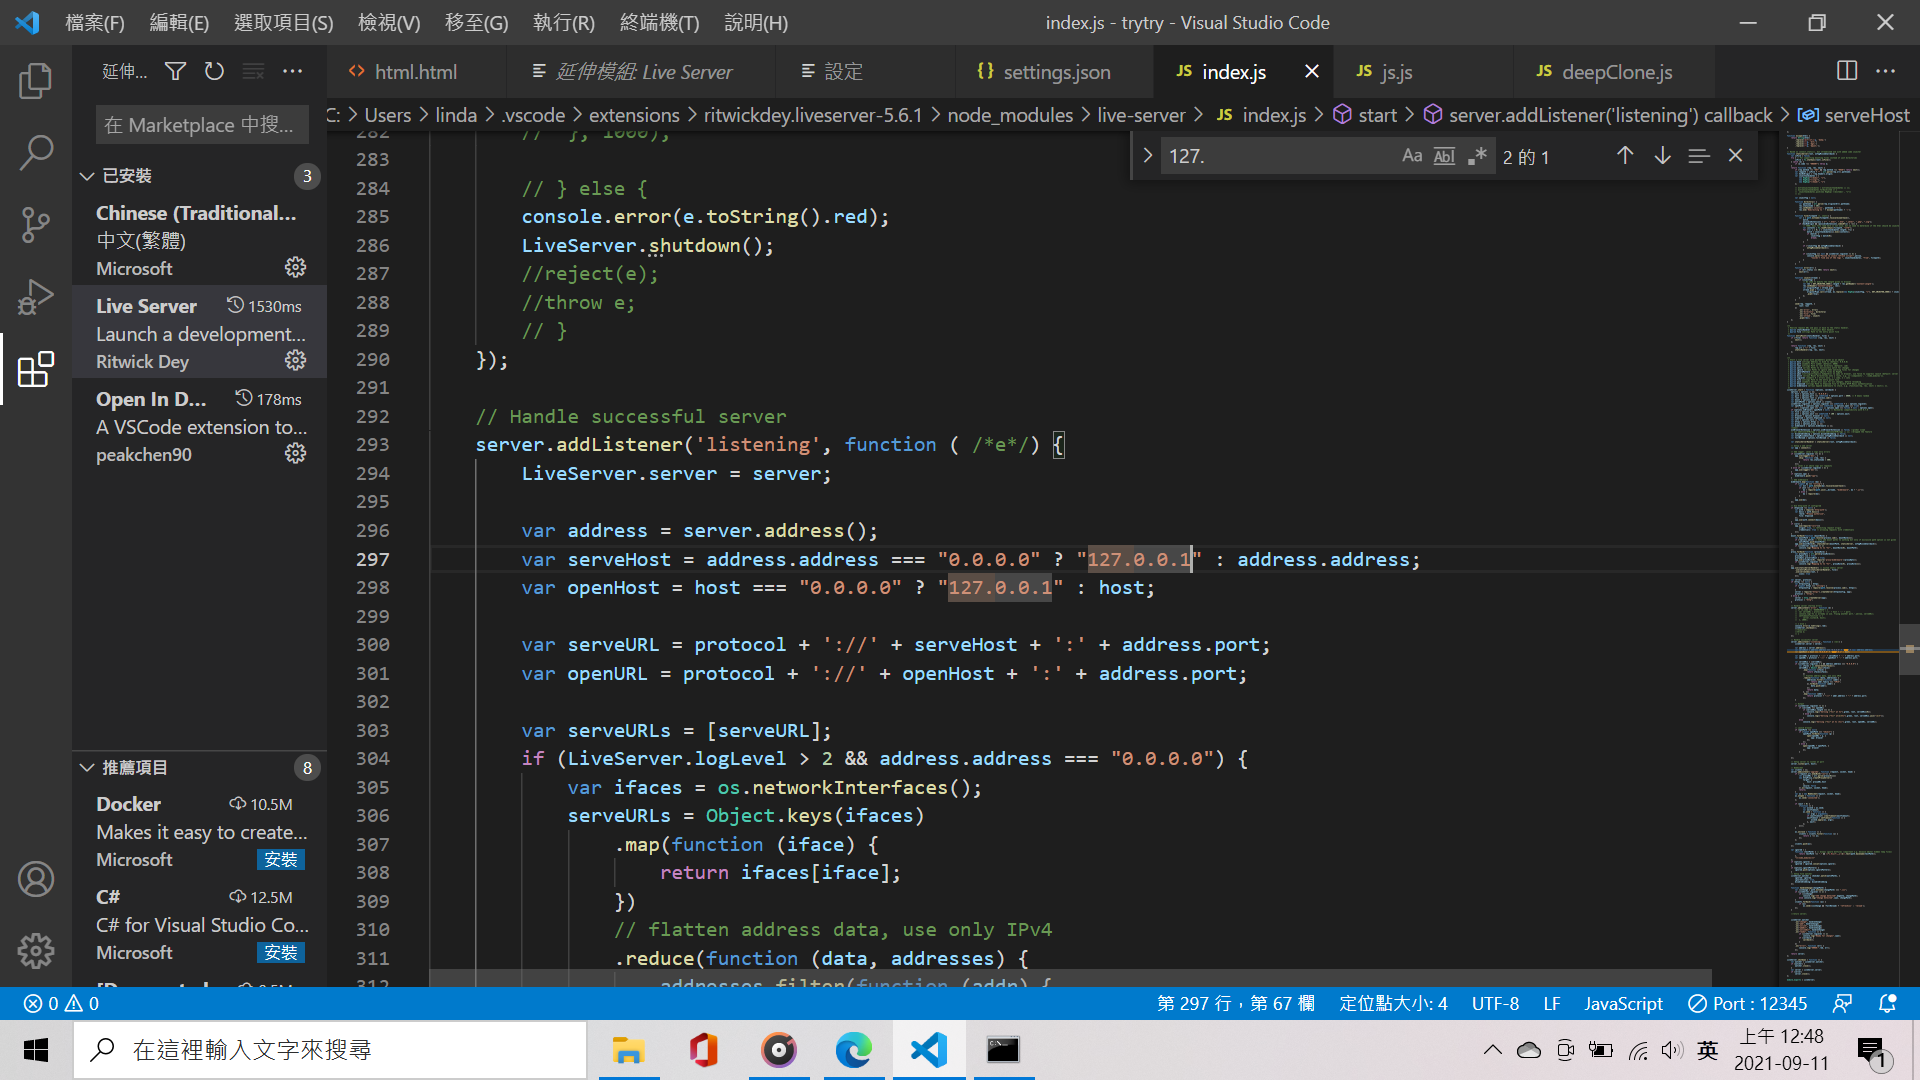 檔案(F) 編輯(E) 選取項目(S) 檢視(V) 移至(G) 執行(R) 終端機(T) 說明(H) index.js - trytry - Visual Studio Code
延伸... html.html 延伸模組: Live Server 設定 {} settings.json JS index.js JS js.js JS deepClone.js
C: > Users > linda > .vscode > extensions > ritwickdey.liveserver-5.6.1 > node_modules > live-server > JS index.js > start > server.addListener('listening') callback > serveHost
在 Marketplace 中搜...
127. Aa Abl .* 2 的 1
已安裝 3
Chinese (Traditional...
中文(繁體)
Microsoft
Live Server 1530ms
Launch a development...
Ritwick Dey
Open In D... 178ms
A VSCode extension to...
peakchen90
推薦項目 8
Docker 10.5M
Makes it easy to create...
Microsoft 安裝
C# 12.5M
C# for Visual Studio Co...
Microsoft 安裝
282 // }, 1000);
283
284 // } else {
285 console.error(e.toString().red);
286 LiveServer.shutdown();
287 //reject(e);
288 //throw e;
289 // }
290 });
291
292 // Handle successful server
293 server.addListener('listening', function ( /*e*/) {
294 LiveServer.server = server;
295
296 var address = server.address();
297 var serveHost = address.address === "0.0.0.0" ? "127.0.0.1" : address.address;
298 var openHost = host === "0.0.0.0" ? "127.0.0.1" : host;
299
300 var serveURL = protocol + '://' + serveHost + ':' + address.port;
301 var openURL = protocol + '://' + openHost + ':' + address.port;
302
303 var serveURLs = [serveURL];
304 if (LiveServer.logLevel > 2 && address.address === "0.0.0.0") {
305 var ifaces = os.networkInterfaces();
306 serveURLs = Object.keys(ifaces)
307 .map(function (iface) {
308 return ifaces[iface];
309 })
310 // flatten address data, use only IPv4
311 .reduce(function (data, addresses) {
312 addresses.filter(function (addr) {
0 0 第 297 行，第 67 欄 定位點大小: 4 UTF-8 LF JavaScript Port : 12345
在這裡輸入文字來搜尋
英 上午 12:48
2021-09-11
1